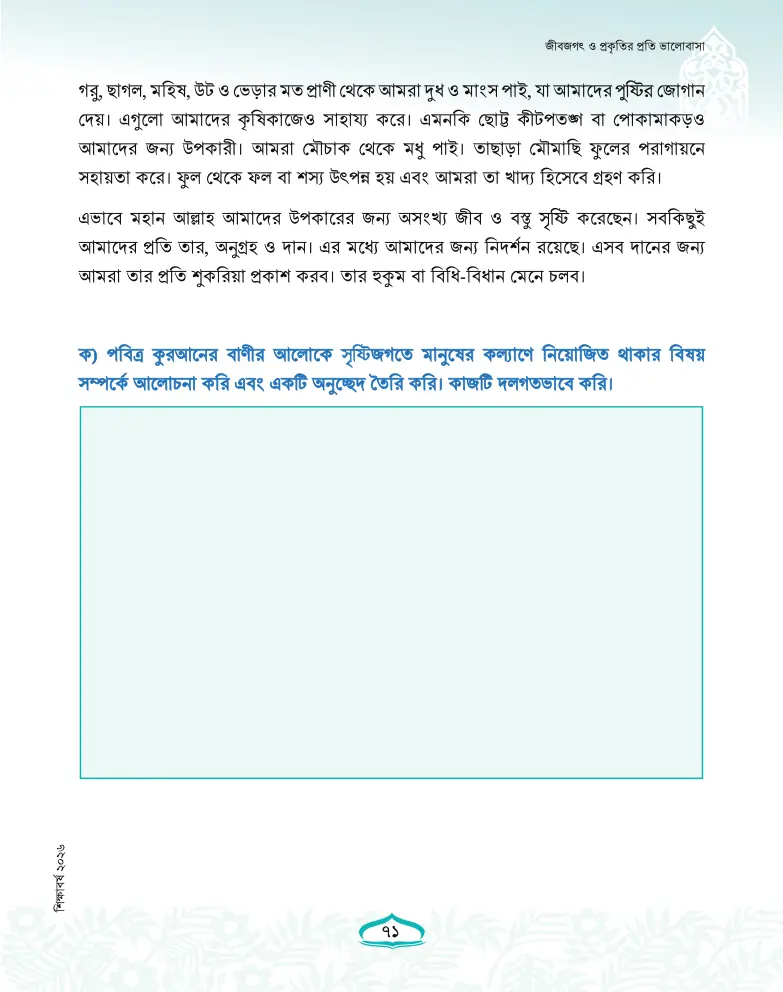 জীবজগৎ ও প্রকৃতির প্রতি ভালোবাসা
গরু, ছাগল, মহিষ, উট ও ভেড়ার মত প্রাণী থেকে আমরা দুধ ও মাংস পাই, যা আমাদের পুষ্টির জোগান
দেয়। এগুলো আমাদের কৃষিকাজেও সাহায্য করে। এমনকি ছোট্ট কীটপতঙ্গ বা পোকামাকড়ও
আমাদের জন্য উপকারী। আমরা মৌচাক থেকে মধু পাই। তাছাড়া মৌমাছি ফুলের পরাগায়নে
সহায়তা করে। ফুল থেকে ফল বা শস্য উৎপন্ন হয় এবং আমরা তা খাদ্য হিসেবে গ্রহণ করি।
এভাবে মহান আল্লাহ আমাদের উপকারের জন্য অসংখ্য জীব ও বস্তু সৃষ্টি করেছেন। সবকিছুই
আমাদের প্রতি তার, অনুগ্রহ ও দান। এর মধ্যে আমাদের জন্য নিদর্শন রয়েছে। এসব দানের জন্য
আমরা তার প্রতি শুকরিয়া প্রকাশ করব। তার হুকুম বা বিধি-বিধান মেনে চলব।
ক) পবিত্র কুরআনের বাণীর আলোকে সৃষ্টিজগতে মানুষের কল্যাণে নিয়োজিত থাকার বিষয়
সম্পর্কে আলোচনা করি এবং একটি অনুচ্ছেদ তৈরি করি। কাজটি দলগতভাবে করি।
শিক্ষাবর্ষ ২০২৬
৭১